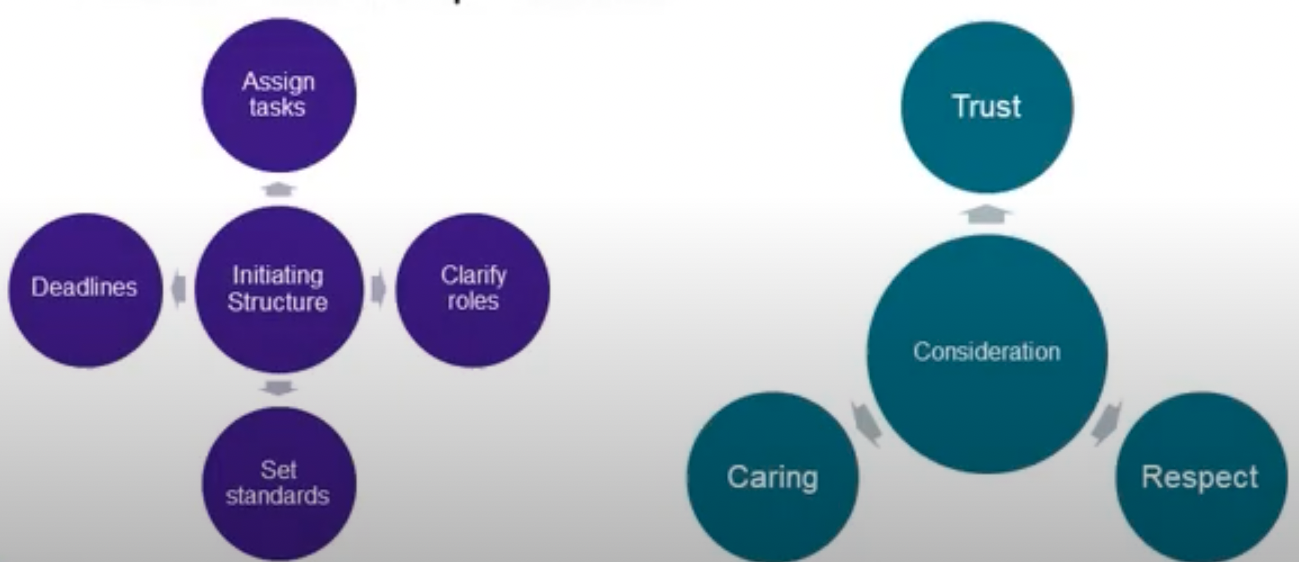 Assign
tasks
Deadlines
Initiating
Structure
Clarify
roles
Set
standards
Trust
Consideration
Caring
Respect